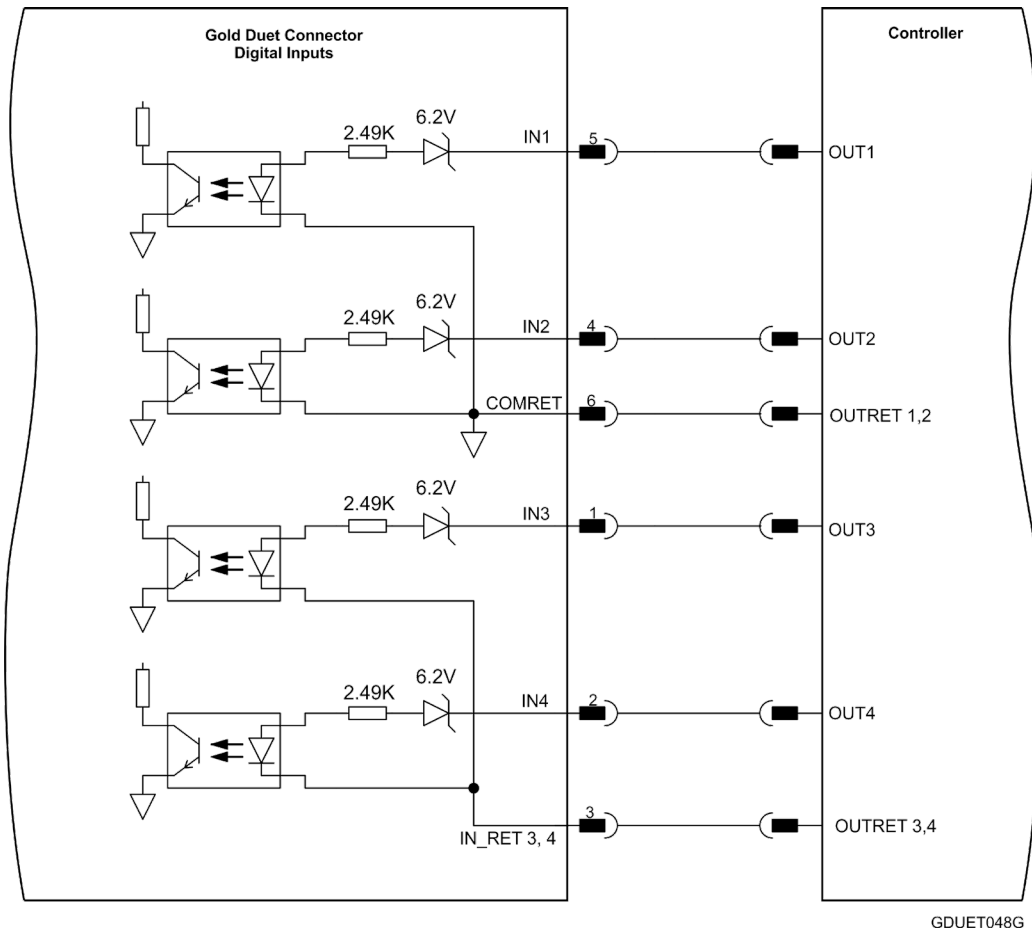 Gold Duet Connector
Digital Inputs
Controller
2.49K
6.2V
IN1
5
OUT1
2.49K
6.2V
IN2
4
OUT2
COMRET
6
OUTRET 1,2
2.49K
6.2V
IN3
1
OUT3
2.49K
6.2V
IN4
2
OUT4
IN_RET 3, 4
3
OUTRET 3,4
GDUET048G